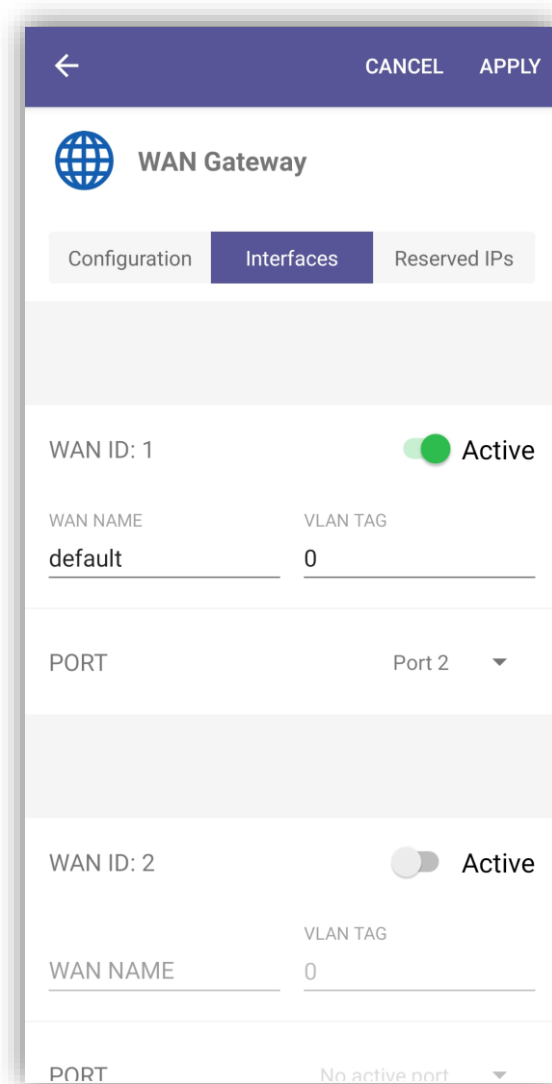 CANCEL APPLY
WAN Gateway
Configuration Interfaces Reserved IPs
WAN ID: 1 Active
WAN NAME VLAN TAG
default 0
PORT Port 2
WAN ID: 2 Active
VLAN TAG
WAN NAME 0
PORT No active port